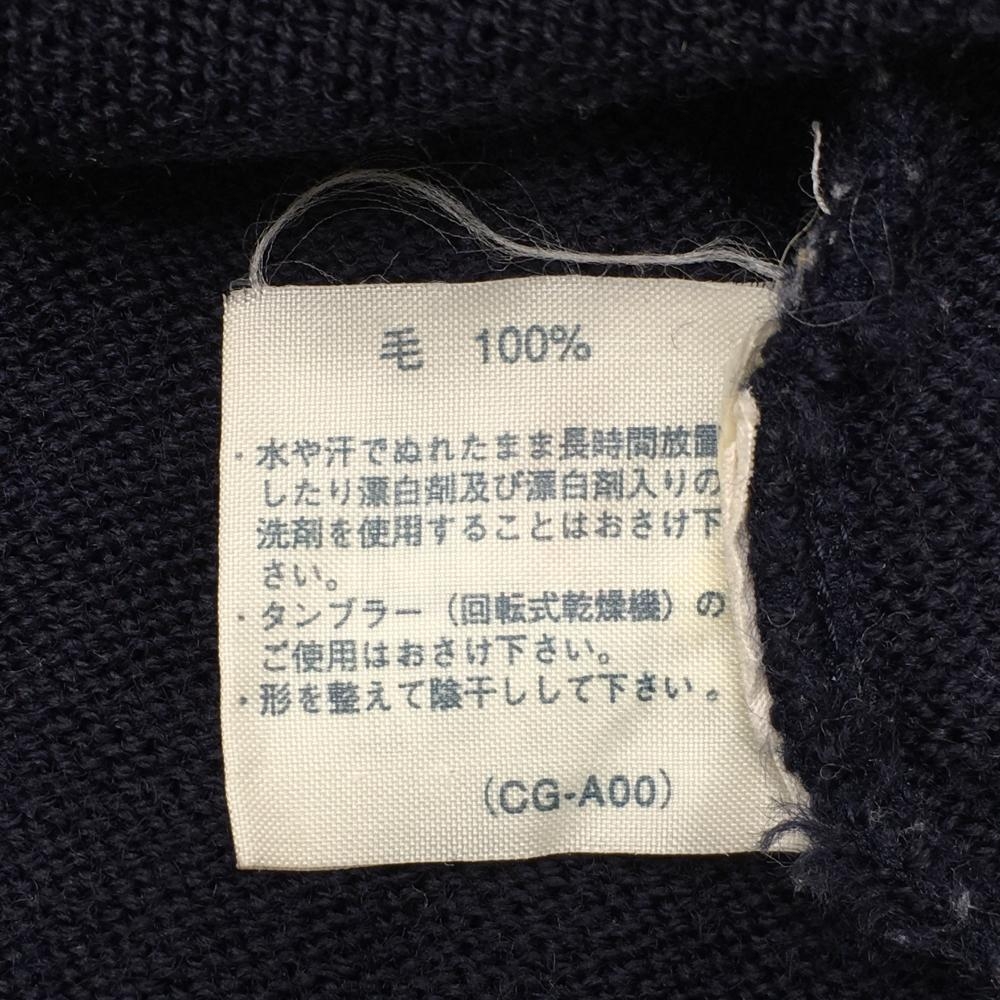 毛 100%
・水や汗でぬれたまま長時間放置
したり漂白剤及び漂白剤入りの
洗剤を使用することはおさけ下
さい。
・タンブラー（回転式乾燥機）の
ご使用はおさけ下さい。
・形を整えて陰干しして下さい。
(CG-A00)